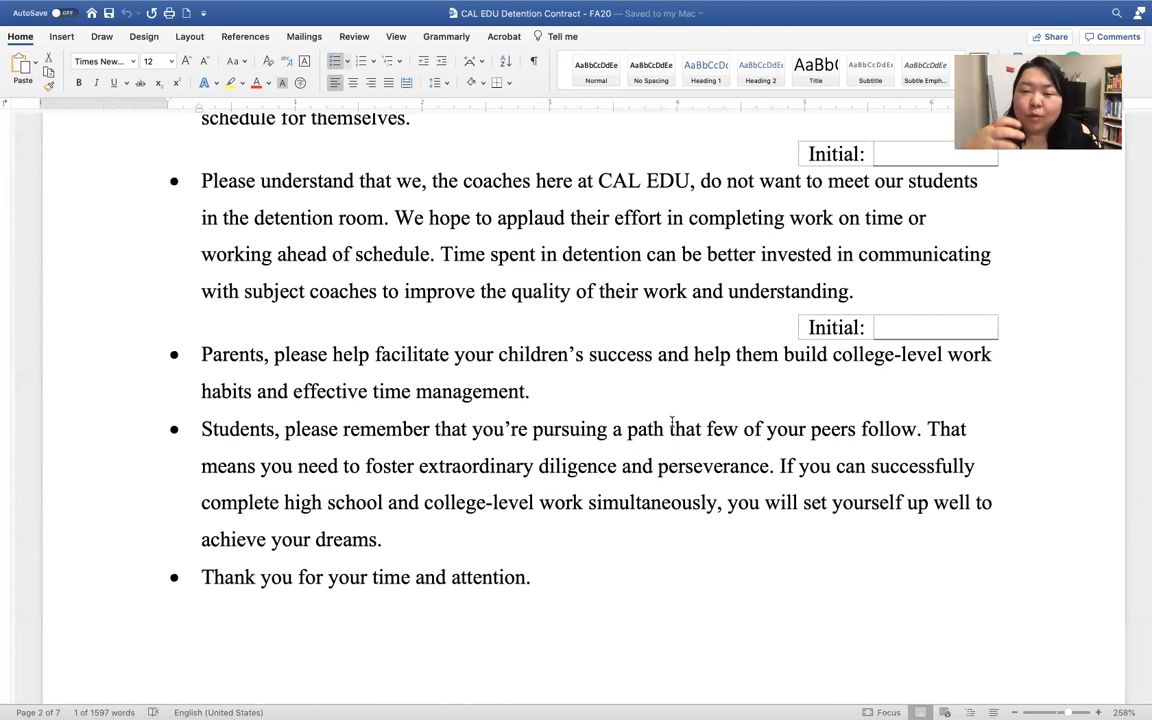 AutoSave OFF CAL EDU Detention Contract - FA20 — Saved to my Mac
Home Insert Draw Design Layout References Mailings Review View Grammarly Acrobat Tell me Share Comments
Paste Times New... 12 Aa AaBbCcDdEe AaBbCcDdEe AaBbCcDc AaBbCcDdEe AaBbC AaBbCcDdEe AaBbCcDdEe
B I U ab x x A A A Normal No Spacing Heading 1 Heading 2 Title Subtitle Subtle Emph...
1 2 3 4 5 6
schedule for themselves.
Initial:
• Please understand that we, the coaches here at CAL EDU, do not want to meet our students
in the detention room. We hope to applaud their effort in completing work on time or
working ahead of schedule. Time spent in detention can be better invested in communicating
with subject coaches to improve the quality of their work and understanding.
Initial:
• Parents, please help facilitate your children’s success and help them build college-level work
habits and effective time management.
• Students, please remember that you’re pursuing a path that few of your peers follow. That
means you need to foster extraordinary diligence and perseverance. If you can successfully
complete high school and college-level work simultaneously, you will set yourself up well to
achieve your dreams.
• Thank you for your time and attention.
Page 2 of 7 1 of 1597 words English (United States) Focus 258%